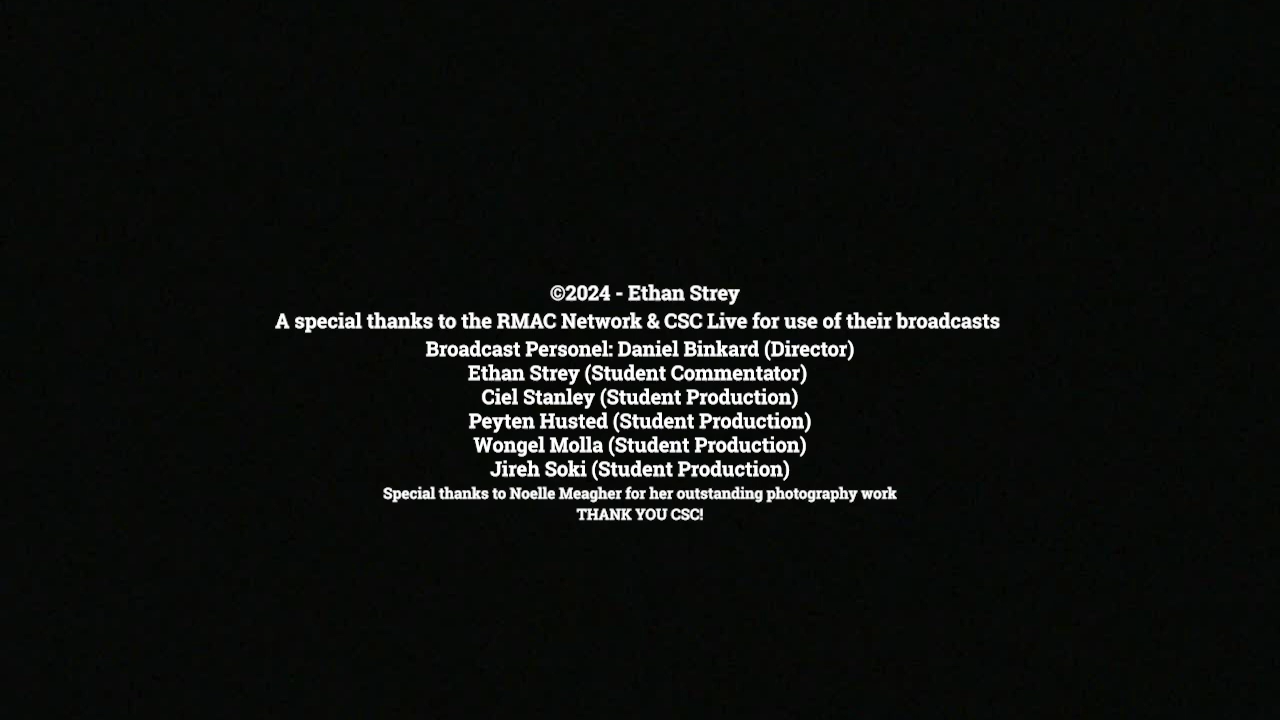 ©2024 - Ethan Strey
A special thanks to the RMAC Network & CSC Live for use of their broadcasts
Broadcast Personel: Daniel Binkard (Director)
Ethan Strey (Student Commentator)
Ciel Stanley (Student Production)
Peyten Husted (Student Production)
Wongel Molla (Student Production)
Jireh Soki (Student Production)
Special thanks to Noelle Meagher for her outstanding photography work
THANK YOU CSC!